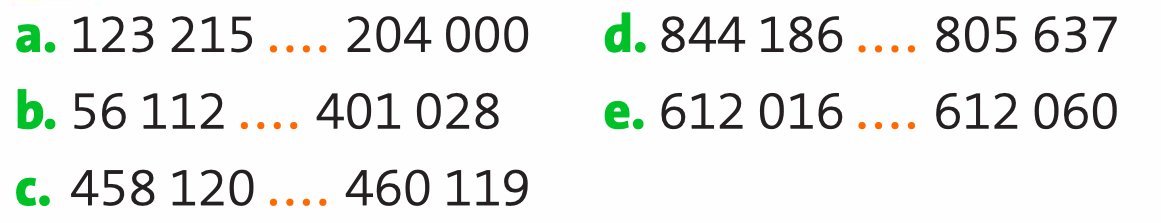 a. 123 215 .... 204 000
b. 56 112 .... 401 028
c. 458 120 .... 460 119
d. 844 186 .... 805 637
e. 612 016 .... 612 060